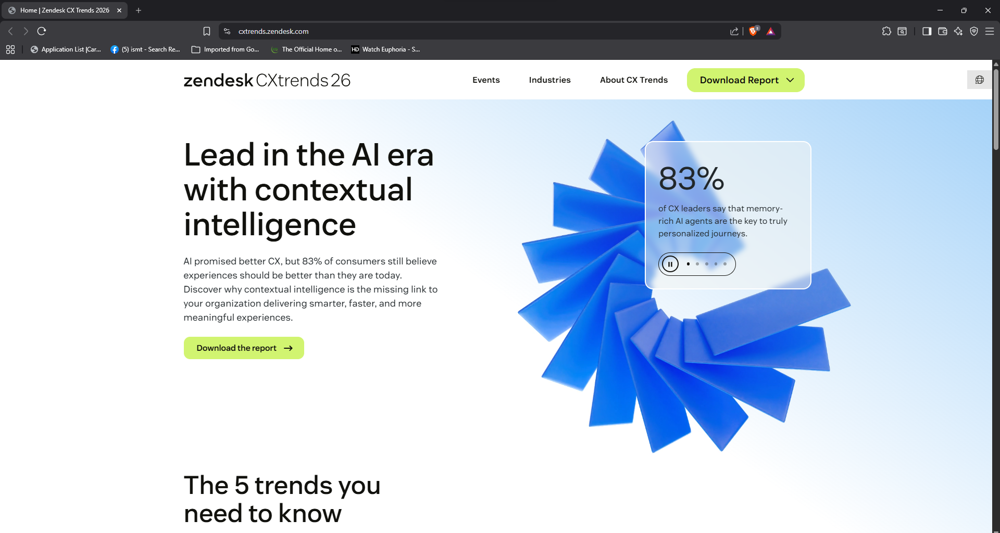 Home | Zendesk CX Trends 2026
cxtrends.zendesk.com
3
Application List |Car...
(5) ismt - Search Re...
Imported from Go...
The Official Home o...
HD Watch Euphoria - S...
zendesk CXtrends 26
Events
Industries
About CX Trends
Download Report
Lead in the AI era
with contextual
intelligence
AI promised better CX, but 83% of consumers still believe
experiences should be better than they are today.
Discover why contextual intelligence is the missing link to
your organization delivering smarter, faster, and more
meaningful experiences.
Download the report
83%
of CX leaders say that memory-
rich AI agents are the key to truly
personalized journeys.
The 5 trends you
need to know